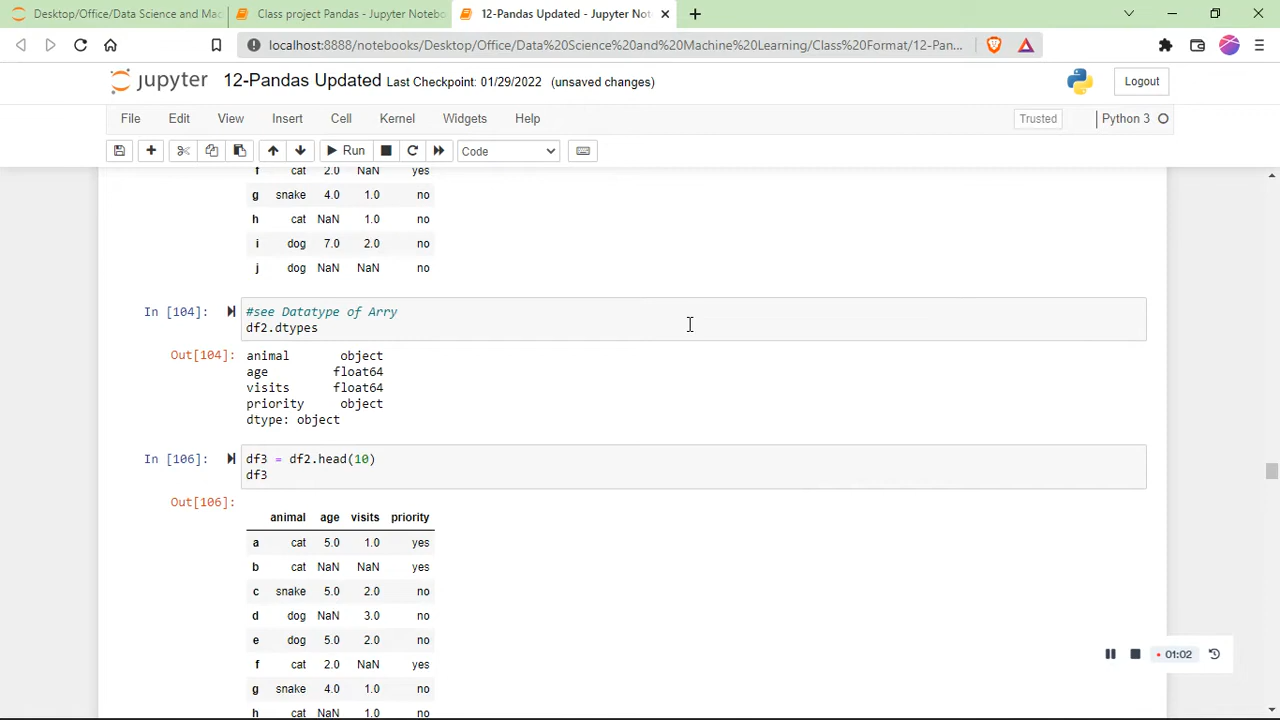 Desktop/Office/Data Science and Mac
Class project Pandas - Jupyter Notebo
12-Pandas Updated - Jupyter Not
localhost:8888/notebooks/Desktop/Office/Data%20Science%20and%20Machine%20Learning/Class%20Format/12-Pan...
jupyter 12-Pandas Updated Last Checkpoint: 01/29/2022 (unsaved changes)
Logout
File Edit View Insert Cell Kernel Widgets Help
Trusted
Python 3
Run
Code
f cat 2.0 NaN yes
g snake 4.0 1.0 no
h cat NaN 1.0 no
i dog 7.0 2.0 no
j dog NaN NaN no
In [104]: #see Datatype of Arry
df2.dtypes
Out[104]: animal object
age float64
visits float64
priority object
dtype: object
In [106]: df3 = df2.head(10)
df3
Out[106]:
animal age visits priority
a cat 5.0 1.0 yes
b cat NaN NaN yes
c snake 5.0 2.0 no
d dog NaN 3.0 no
e dog 5.0 2.0 no
f cat 2.0 NaN yes
g snake 4.0 1.0 no
h cat NaN 1.0 no
01:02